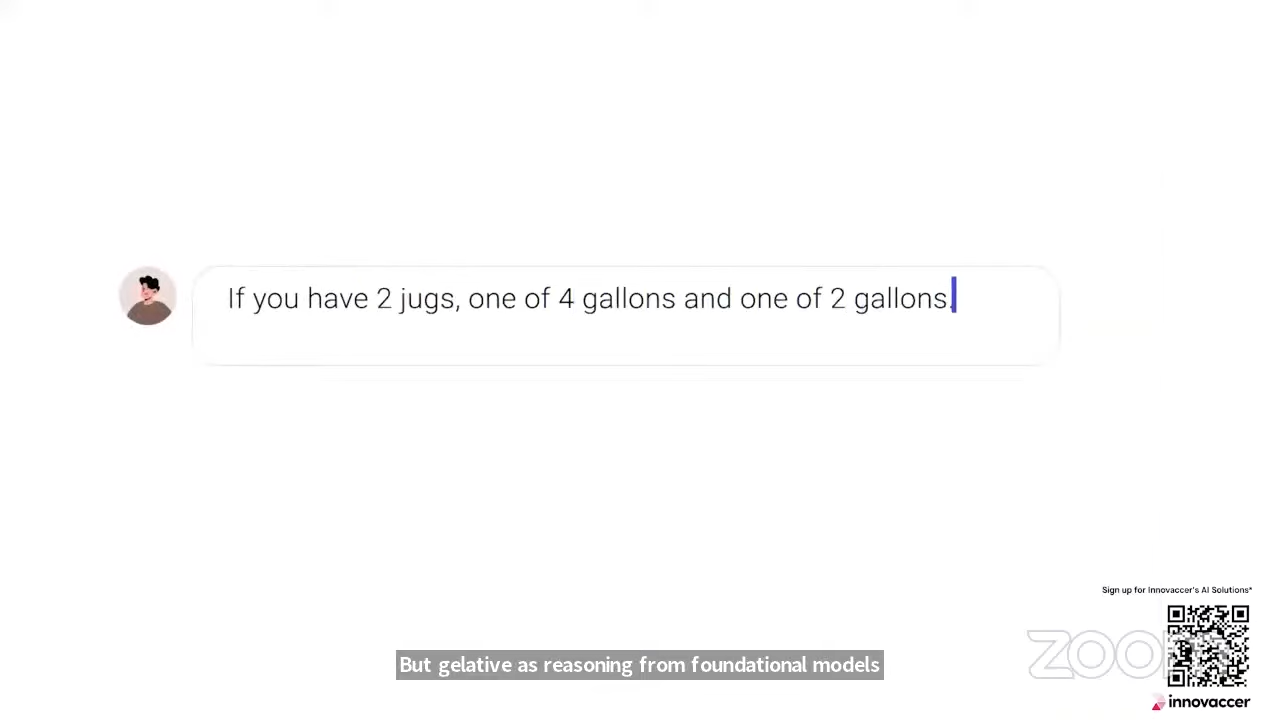 If you have 2 jugs, one of 4 gallons and one of 2 gallons.
Sign up for Innovaccer's AI Solutions*
zoom
But gelative as reasoning from foundational models
innovaccer